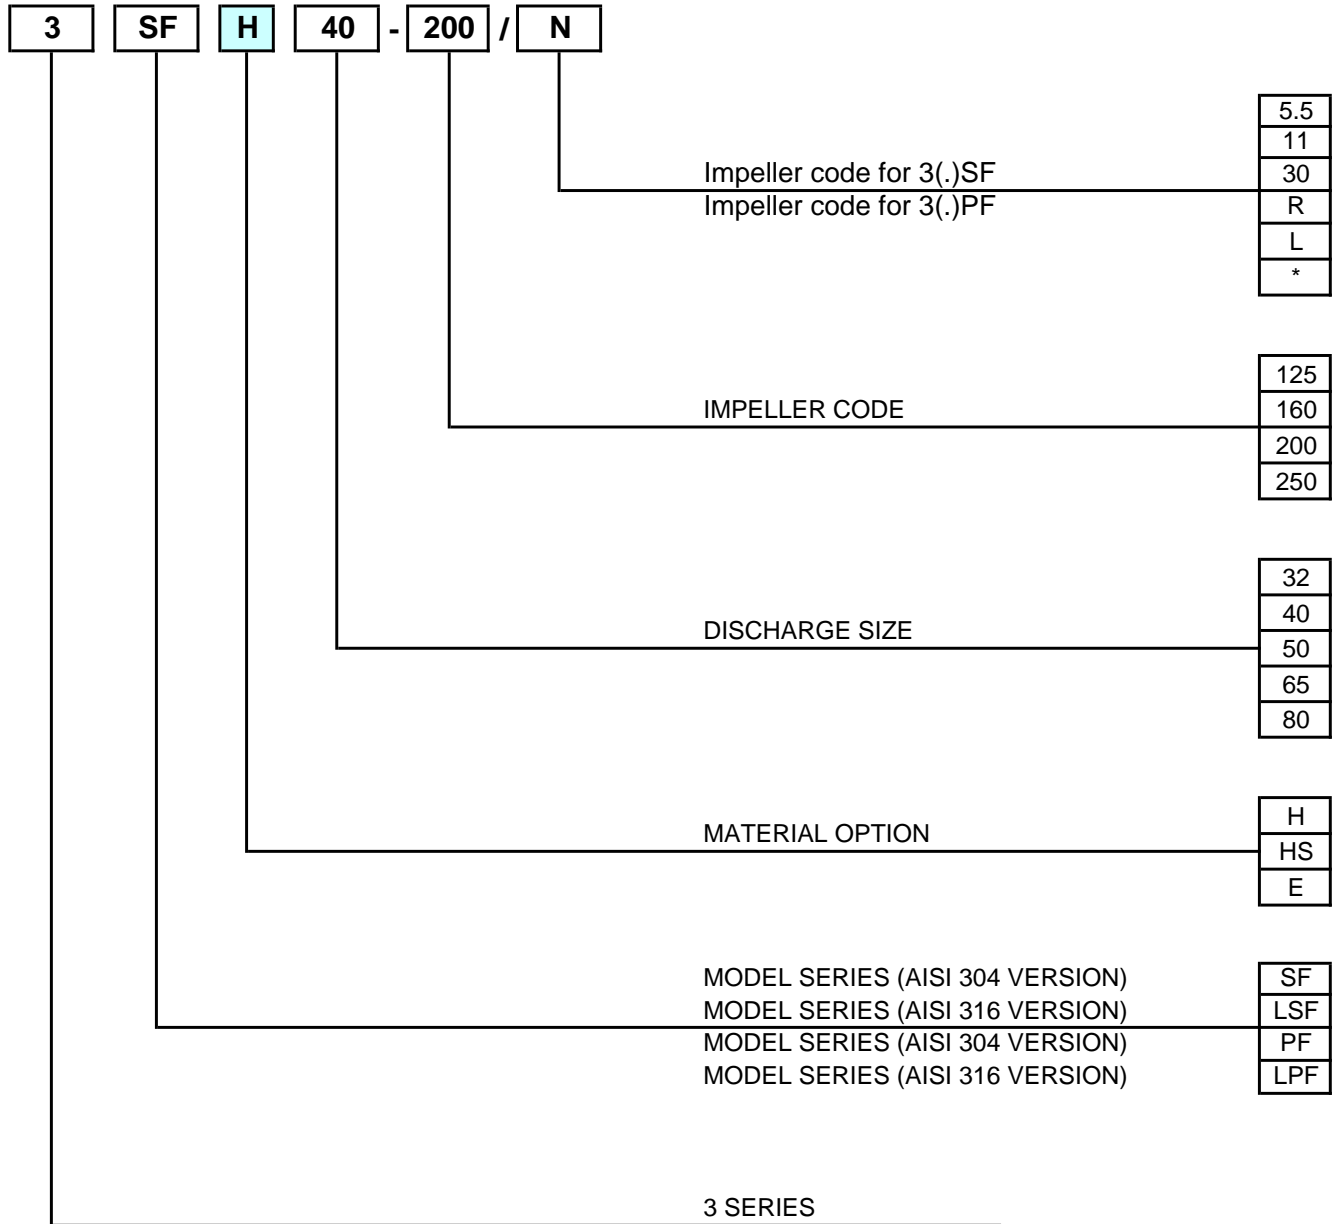 3 SF H 40 - 200 / N
5.5
11
Impeller code for 3(.)SF 30
Impeller code for 3(.)PF R
L
*
125
IMPELLER CODE 160
200
250
32
40
DISCHARGE SIZE
50
65
80
H
MATERIAL OPTION
HS
E
MODEL SERIES (AISI 304 VERSION) SF
MODEL SERIES (AISI 316 VERSION) LSF
MODEL SERIES (AISI 304 VERSION) PF
MODEL SERIES (AISI 316 VERSION) LPF
3 SERIES